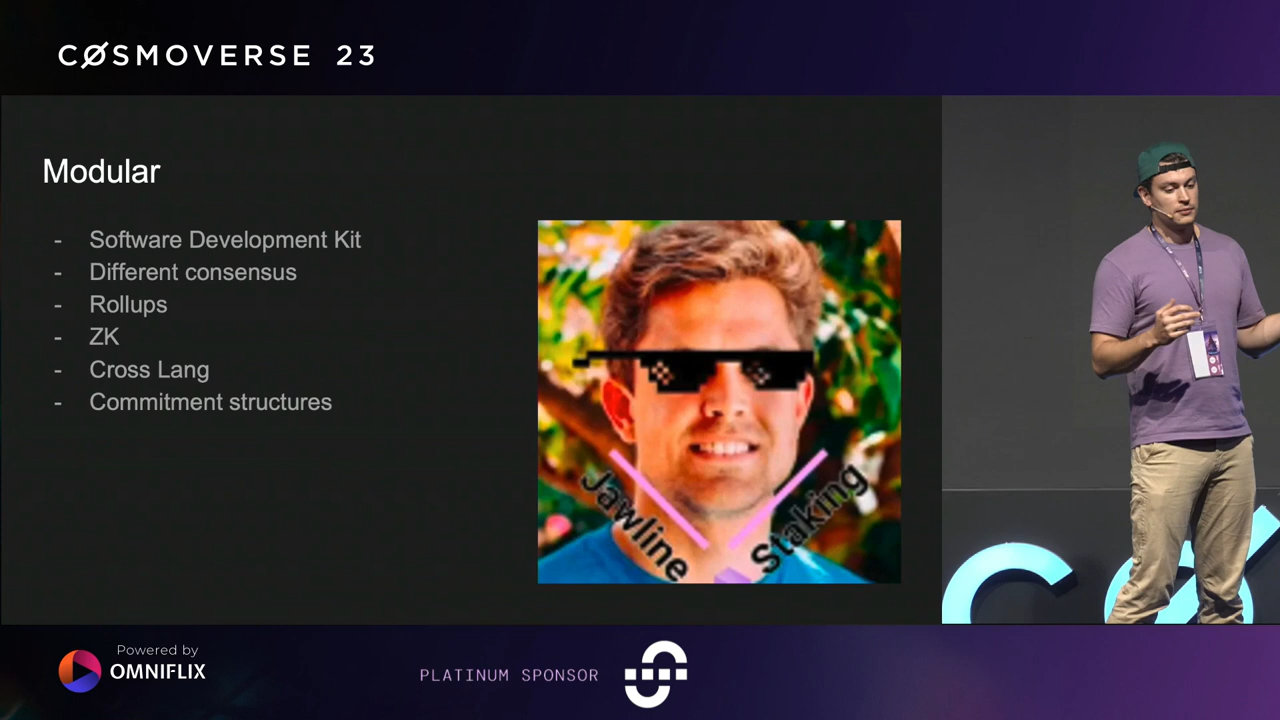 CØSMOVERSE 23
Modular
- Software Development Kit
- Different consensus
- Rollups
- ZK
- Cross Lang
- Commitment structures
Jawline
Staking
Powered by
OMNIFLIX
PLATINUM SPONSOR
CØ